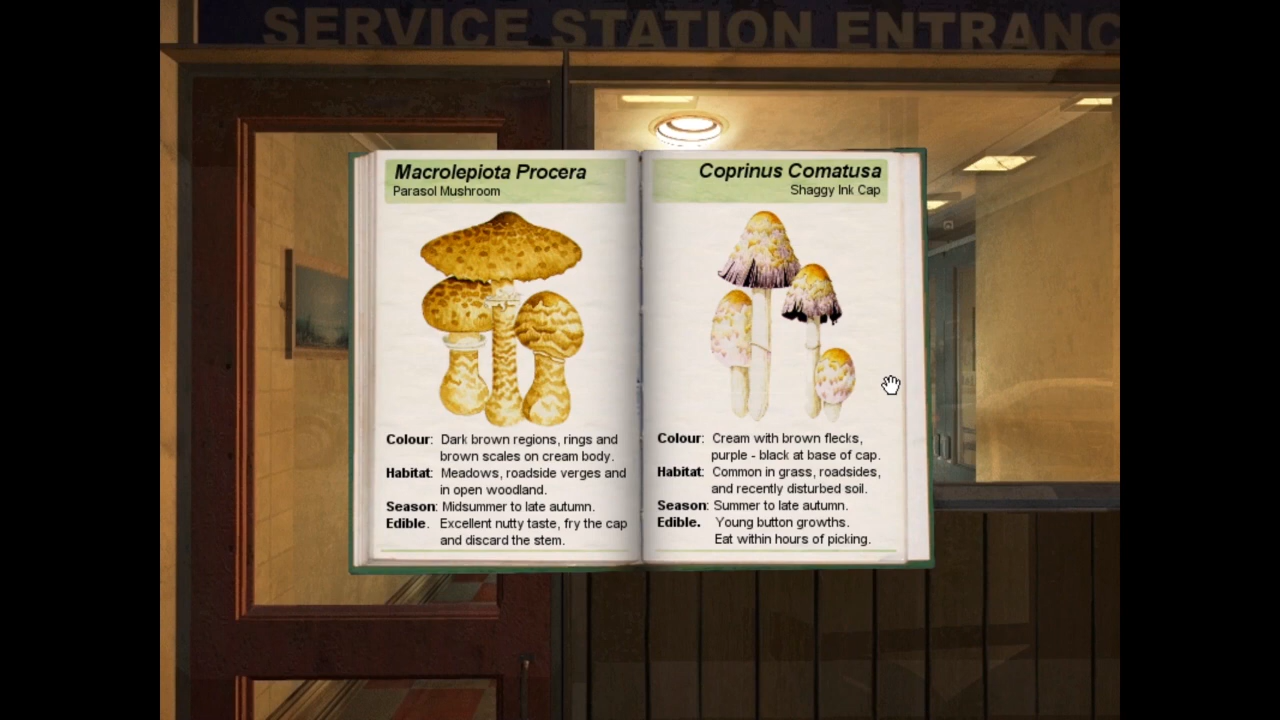 SERVICE STATION ENTRANC
Macrolepiota Procera
Parasol Mushroom
Colour: Dark brown regions, rings and
brown scales on cream body.
Habitat: Meadows, roadside verges and
in open woodland.
Season: Midsummer to late autumn.
Edible. Excellent nutty taste, fry the cap
and discard the stem.
Coprinus Comatusa
Shaggy Ink Cap
Colour: Cream with brown flecks,
purple - black at base of cap.
Habitat: Common in grass, roadsides,
and recently disturbed soil.
Season: Summer to late autumn.
Edible. Young button growths.
Eat within hours of picking.